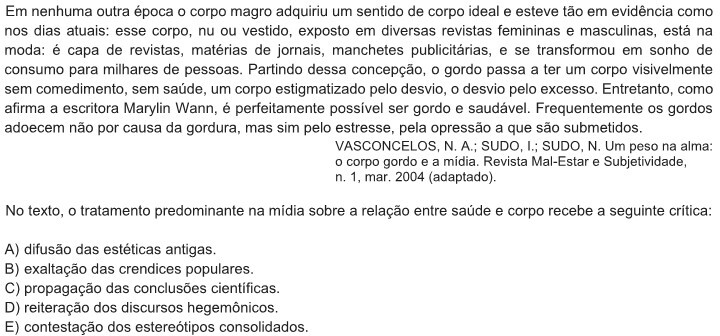 Em nenhuma outra época o corpo magro adquiriu um sentido de corpo ideal e esteve tão em evidência como
nos dias atuais: esse corpo, nu ou vestido, exposto em diversas revistas femininas e masculinas, está na
moda: é capa de revistas, matérias de jornais, manchetes publicitárias, e se transformou em sonho de
consumo para milhares de pessoas. Partindo dessa concepção, o gordo passa a ter um corpo visivelmente
sem comedimento, sem saúde, um corpo estigmatizado pelo desvio, o desvio pelo excesso. Entretanto, como
afirma a escritora Marylin Wann, é perfeitamente possível ser gordo e saudável. Frequentemente os gordos
adoecem não por causa da gordura, mas sim pelo estresse, pela opressão a que são submetidos.
VASCONCELOS, N. A.; SUDO, I.; SUDO, N. Um peso na alma:
o corpo gordo e a mídia. Revista Mal-Estar e Subjetividade,
n. 1, mar. 2004 (adaptado).
No texto, o tratamento predominante na mídia sobre a relação entre saúde e corpo recebe a seguinte crítica:
A) difusão das estéticas antigas.
B) exaltação das crendices populares.
C) propagação das conclusões científicas.
D) reiteração dos discursos hegemônicos.
E) contestação dos estereótipos consolidados.